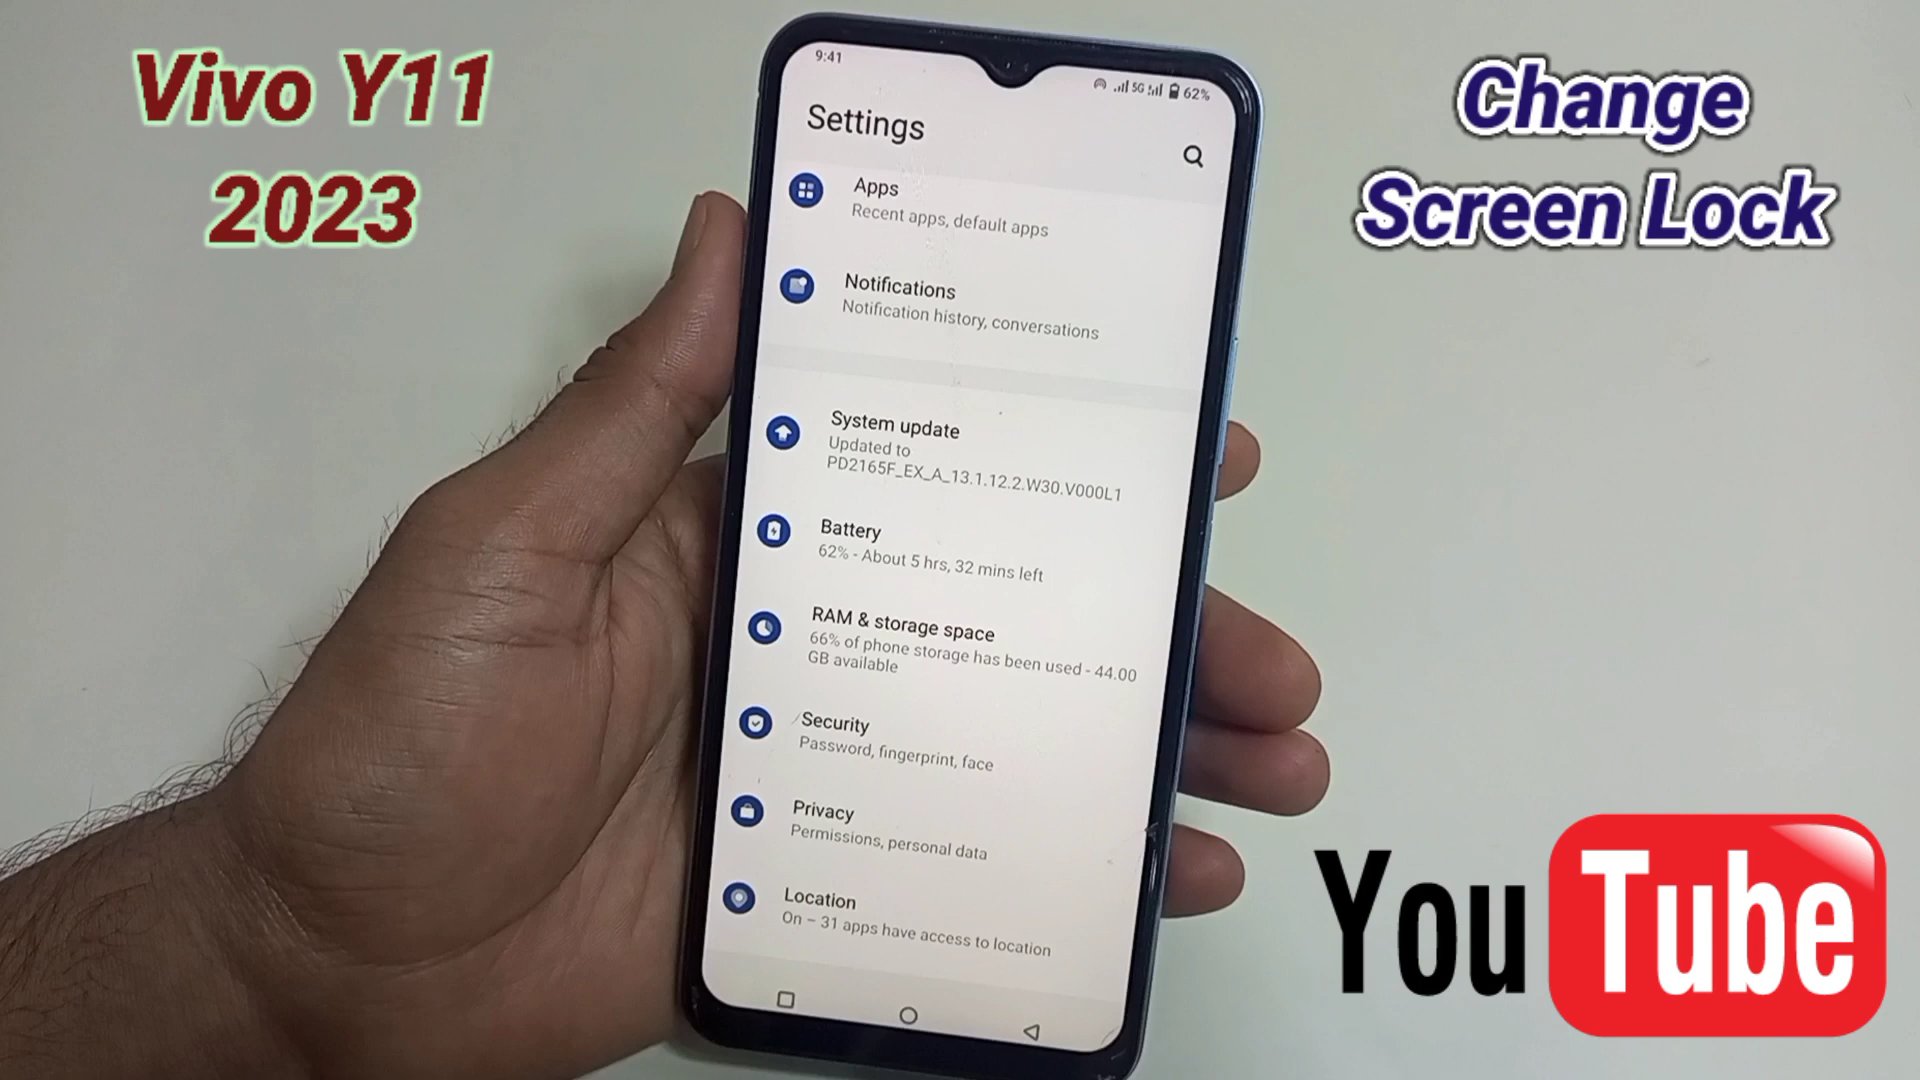 Vivo Y11
2023
Change
Screen Lock
9:41
5G
62%
Settings
Apps
Recent apps, default apps
Notifications
Notification history, conversations
System update
Updated to
PD2165F_EX_A_13.1.12.2.W30.V000L1
Battery
62% - About 5 hrs, 32 mins left
RAM & storage space
66% of phone storage has been used - 44.00
GB available
Security
Password, fingerprint, face
Privacy
Permissions, personal data
Location
On – 31 apps have access to location
YouTube